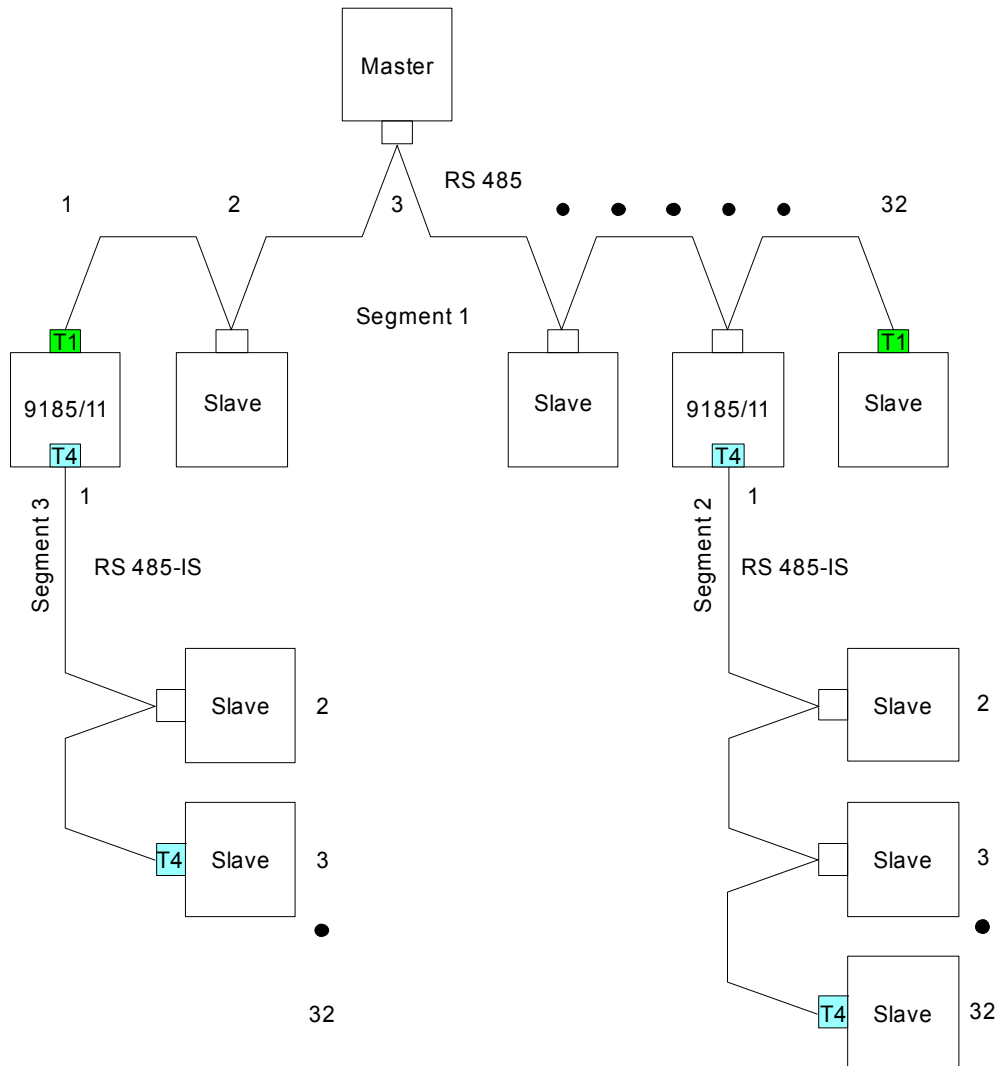 Master
RS 485
1
2
3
32
Segment 1
T1
T1
9185/11
Slave
Slave
9185/11
Slave
T4
T4
1
1
Segment 3
Segment 2
RS 485-IS
RS 485-IS
Slave
2
Slave
2
T4
Slave
3
Slave
3
32
T4
Slave
32